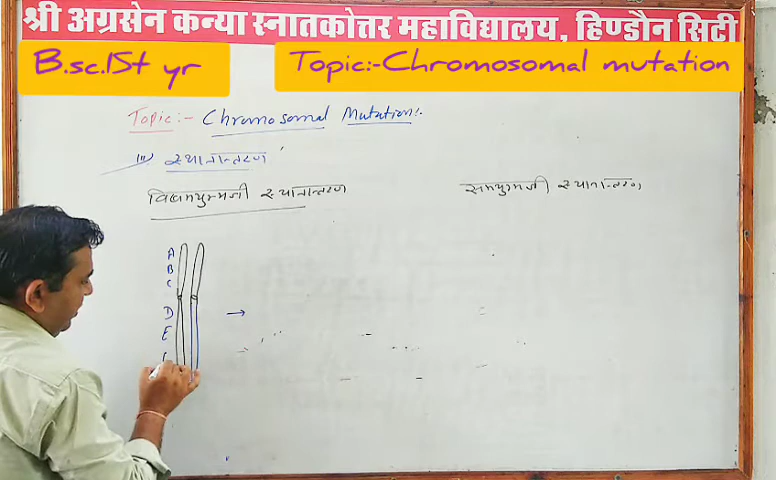 श्री अग्रसेन कन्या स्नातकोत्तर महाविद्यालय, हिण्डौन सिटी
B.sc.ISt yr
Topic:-Chromosomal mutation
Topic:- Chromosomal Mutation:.
(iii) स्थानान्तरण
विषमयुग्मजी स्थानान्तरण
समयुग्मजी स्थानान्तरण
A
B
C
D
E